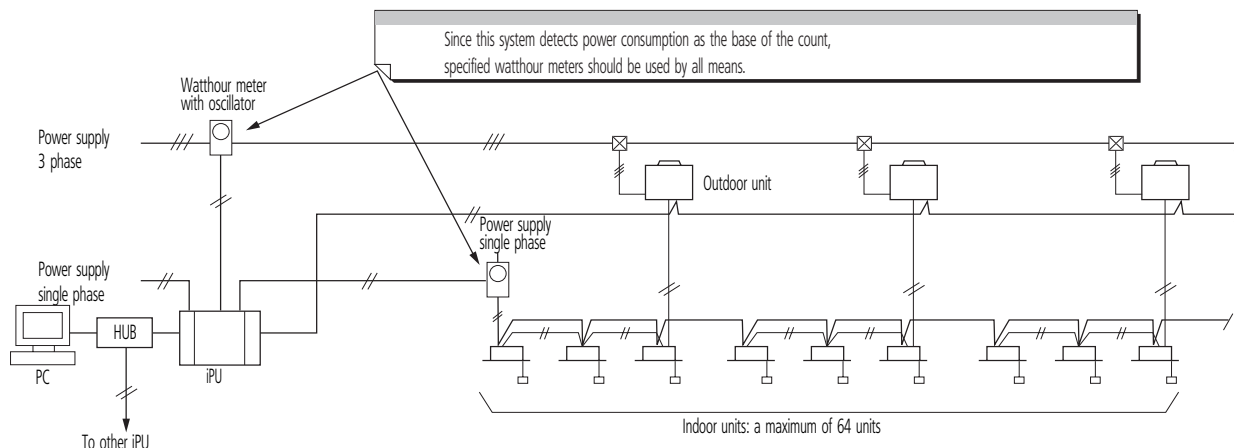 Since this system detects power consumption as the base of the count,
specified watthour meters should be used by all means.
Watthour meter
with oscillator
Power supply
3 phase
Outdoor unit
Power supply
single phase
Power supply
single phase
HUB
PC
iPU
Indoor units: a maximum of 64 units
To other iPU